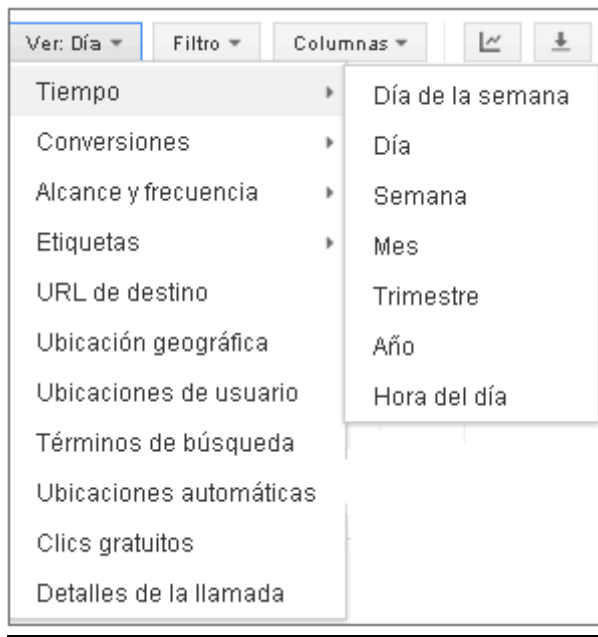 Ver: Día Filtro Columnas
Tiempo
Conversiones
Alcance y frecuencia
Etiquetas
URL de destino
Ubicación geográfica
Ubicaciones de usuario
Términos de búsqueda
Ubicaciones automáticas
Clics gratuitos
Detalles de la llamada
Día de la semana
Día
Semana
Mes
Trimestre
Año
Hora del día